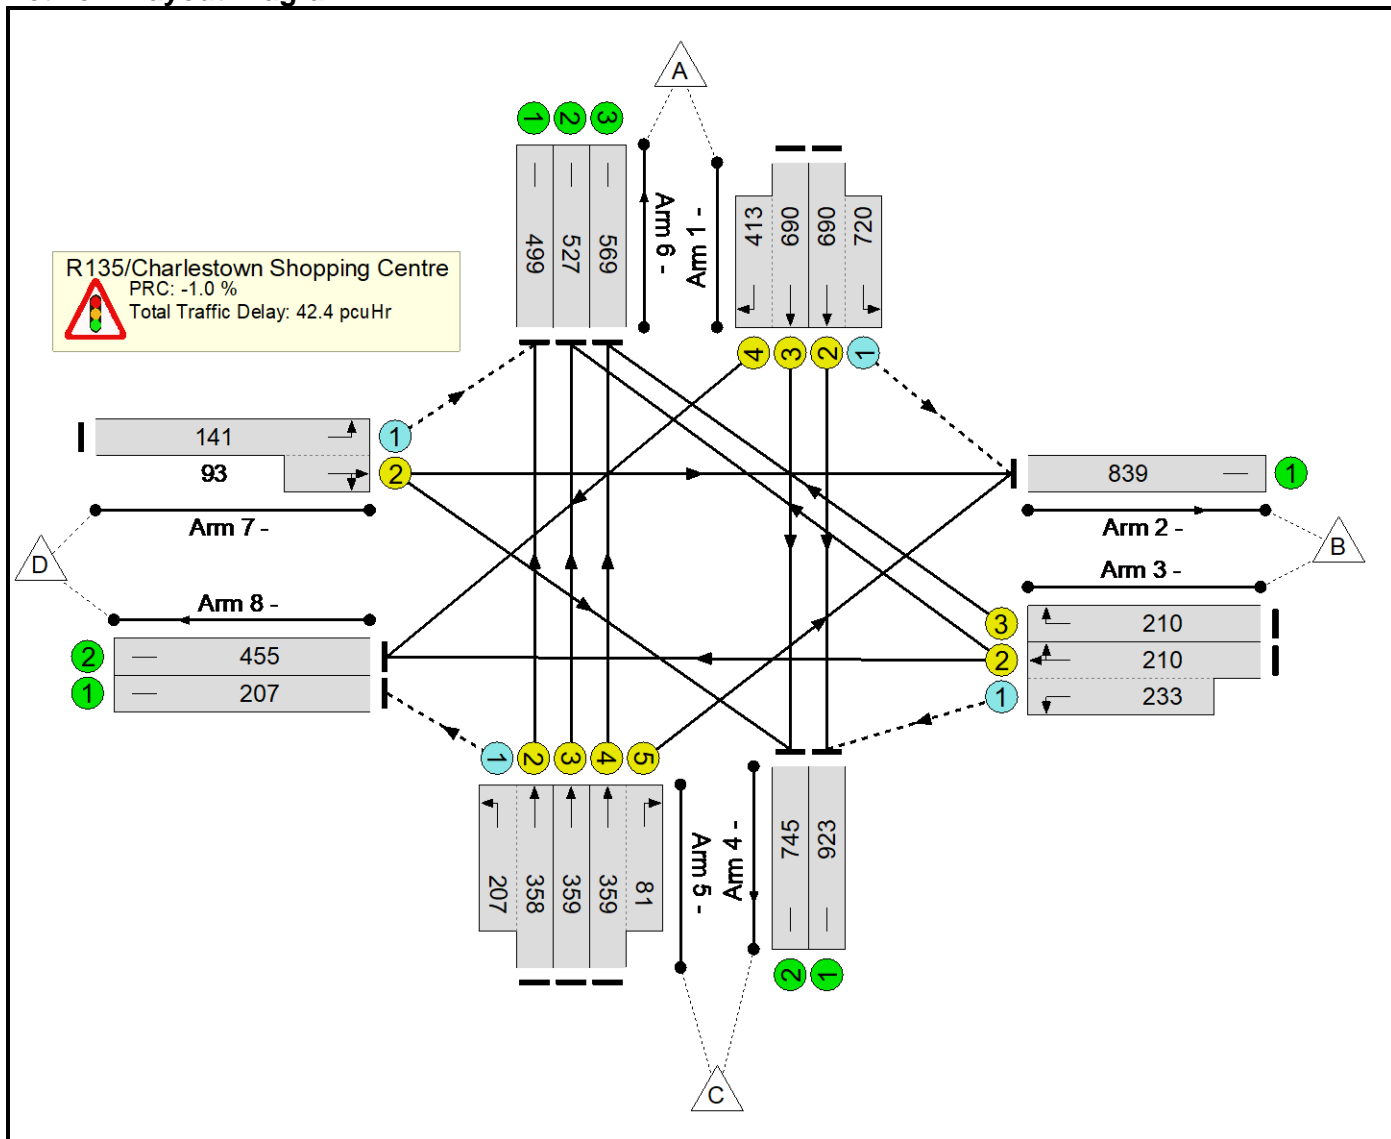 A
1
2
3
499
527
569
Arm 6 -
Arm 1 -
413
690
690
720
4
3
2
1
R135/Charlestown Shopping Centre
PRC: -1.0 %
Total Traffic Delay: 42.4 pcuHr
141
93
1
2
Arm 7 -
D
Arm 8 -
2
455
1
207
839
1
Arm 2 -
B
Arm 3 -
3
210
2
210
1
233
1
2
3
4
5
207
358
359
359
81
Arm 5 -
Arm 4 -
745
923
2
1
C